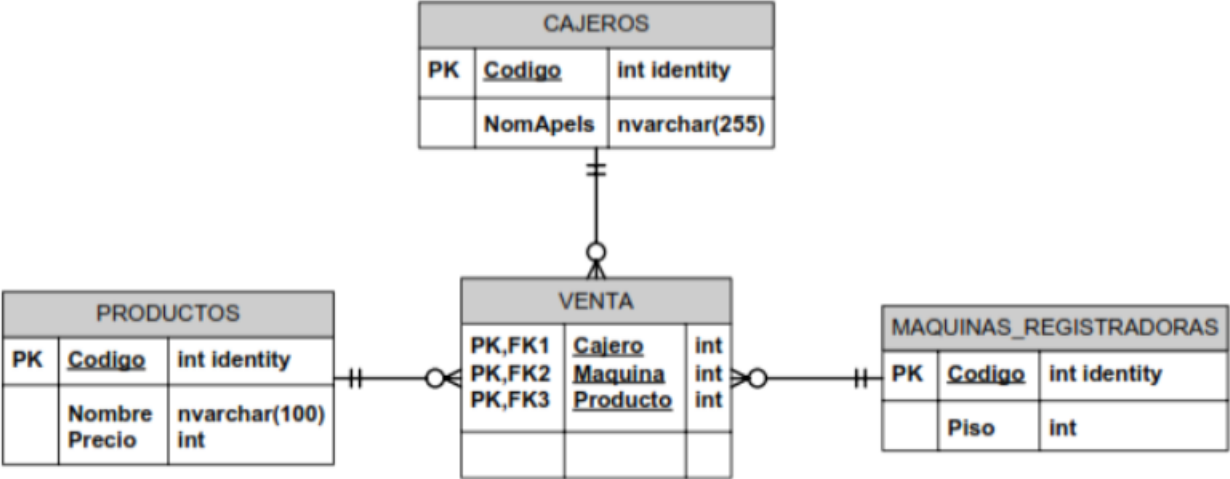 CAJEROS
PK Codigo int identity
NomApels nvarchar(255)
PRODUCTOS
PK Codigo int identity
Nombre nvarchar(100)
Precio int
VENTA
PK,FK1 Cajero int
PK,FK2 Maquina int
PK,FK3 Producto int
MAQUINAS_REGISTRADORAS
PK Codigo int identity
Piso int